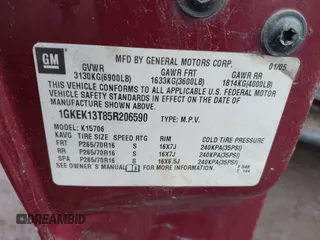 GM
MFD BY GENERAL MOTORS CORP.
01/05
GVWR GAWR FRT GAWR RR
3130KG(6900LB) 1633KG(3600LB) 1814KG(4000LB)
THIS VEHICLE CONFORMS TO ALL APPLICABLE U.S.
FEDERAL MOTOR VEHICLE SAFETY STANDARDS IN
EFFECT ON THE DATE OF MANUFACTURE SHOWN ABOVE.
1GKEK13T85R206590 TYPE: M.P.V.
MODEL: K15706
KAVG TIRE SIZE SPEED RTG RIM COLD TIRE PRESSURE
FRT P265/70R16 S 16X7J 240KPA(35PSI)
RR P265/70R16 S 16X7J 240KPA(35PSI)
SPA P265/70R16 S 16X6.5J 240KPA(35PSI)
SEE OWNER'S MANUAL FOR ADDITIONAL INFORMATION.